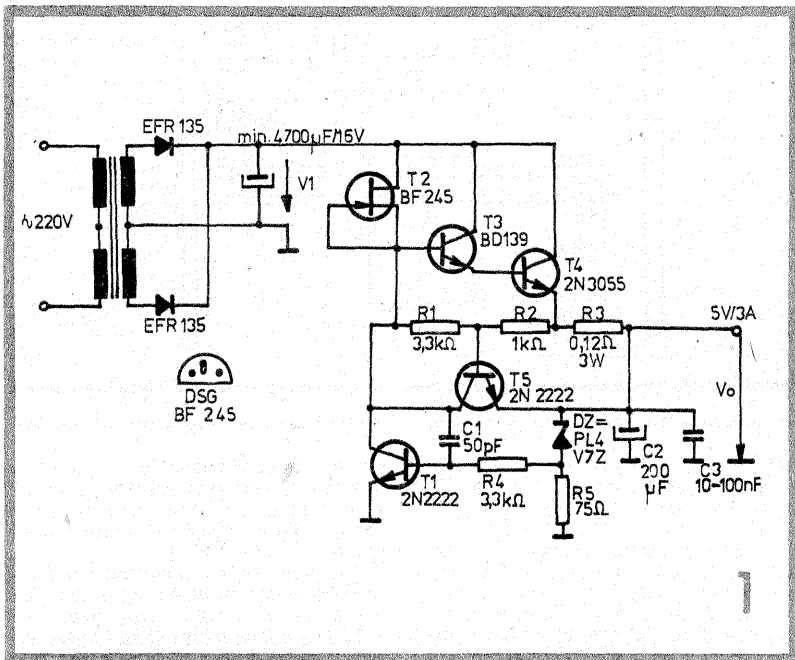 EFR 135
min. 4700µF/16V
V1
∿220V
T2
BF 245
T3
BD139
T4
2N3055
EFR 135
R1
3,3kΩ
R2
1kΩ
R3
0,12Ω
3W
5V/3A
DSG
BF 245
T5
2N 2222
Vo
C1
50pF
DZ=
PL4
V7Z
C2
200
µF
C3
10-100nF
T1
2N2222
R4
3,3kΩ
R5
75Ω
1